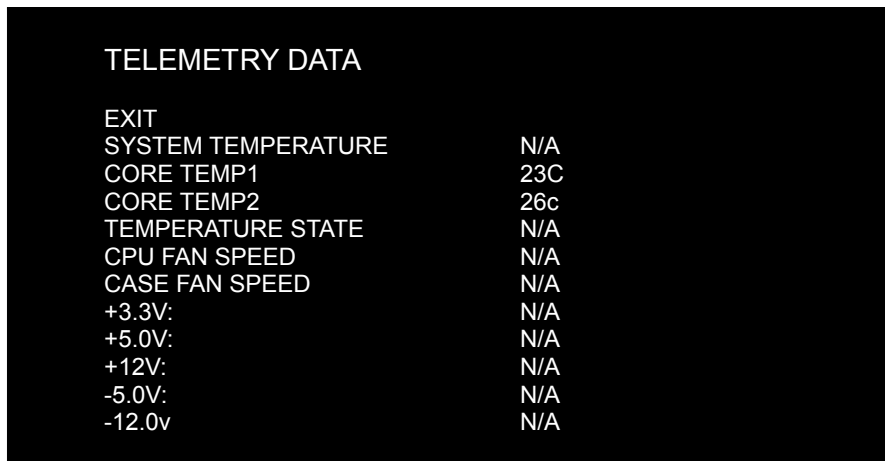 TELEMETRY DATA
EXIT
SYSTEM TEMPERATURE N/A
CORE TEMP1 23C
CORE TEMP2 26c
TEMPERATURE STATE N/A
CPU FAN SPEED N/A
CASE FAN SPEED N/A
+3.3V: N/A
+5.0V: N/A
+12V: N/A
-5.0V: N/A
-12.0v N/A